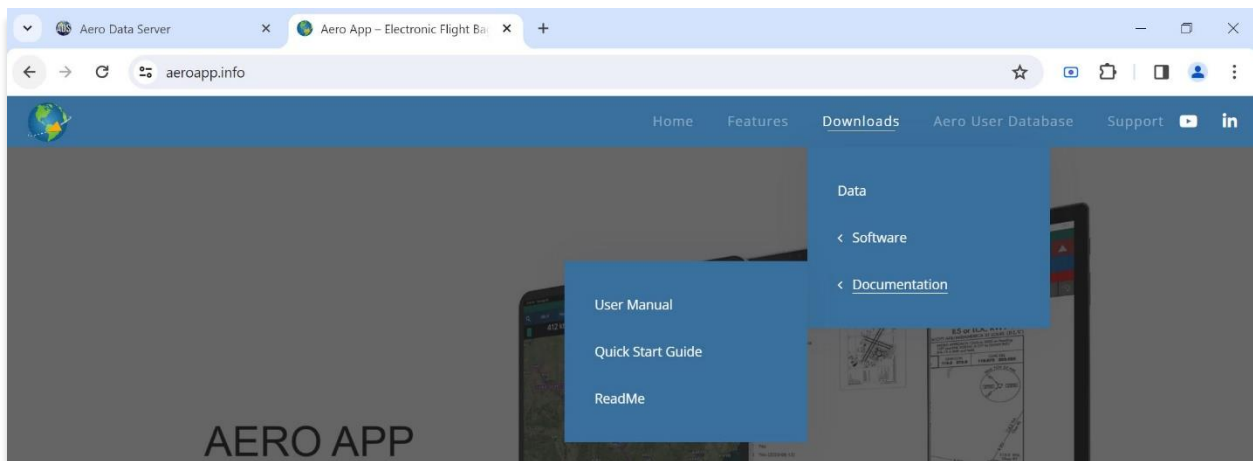 Aero Data Server
Aero App – Electronic Flight Ba
aeroapp.info
Home Features Downloads Aero User Database Support in
Data
< Software
< Documentation
User Manual
Quick Start Guide
ReadMe
AERO APP